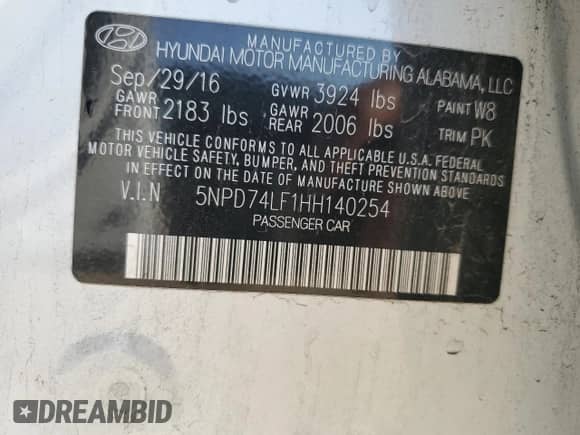 MANUFACTURED BY
HYUNDAI MOTOR MANUFACTURING ALABAMA, LLC
Sep/29/16 GVWR 3924 lbs PAINT W8
GAWR FRONT 2183 lbs GAWR REAR 2006 lbs TRIM PK
THIS VEHICLE CONFORMS TO ALL APPLICABLE U.S.A. FEDERAL
MOTOR VEHICLE SAFETY, BUMPER, AND THEFT PREVENTION STANDARDS
IN EFFECT ON THE DATE OF MANUFACTURE SHOWN ABOVE.
V.I.N 5NPD74LF1HH140254
PASSENGER CAR
DREAMBID